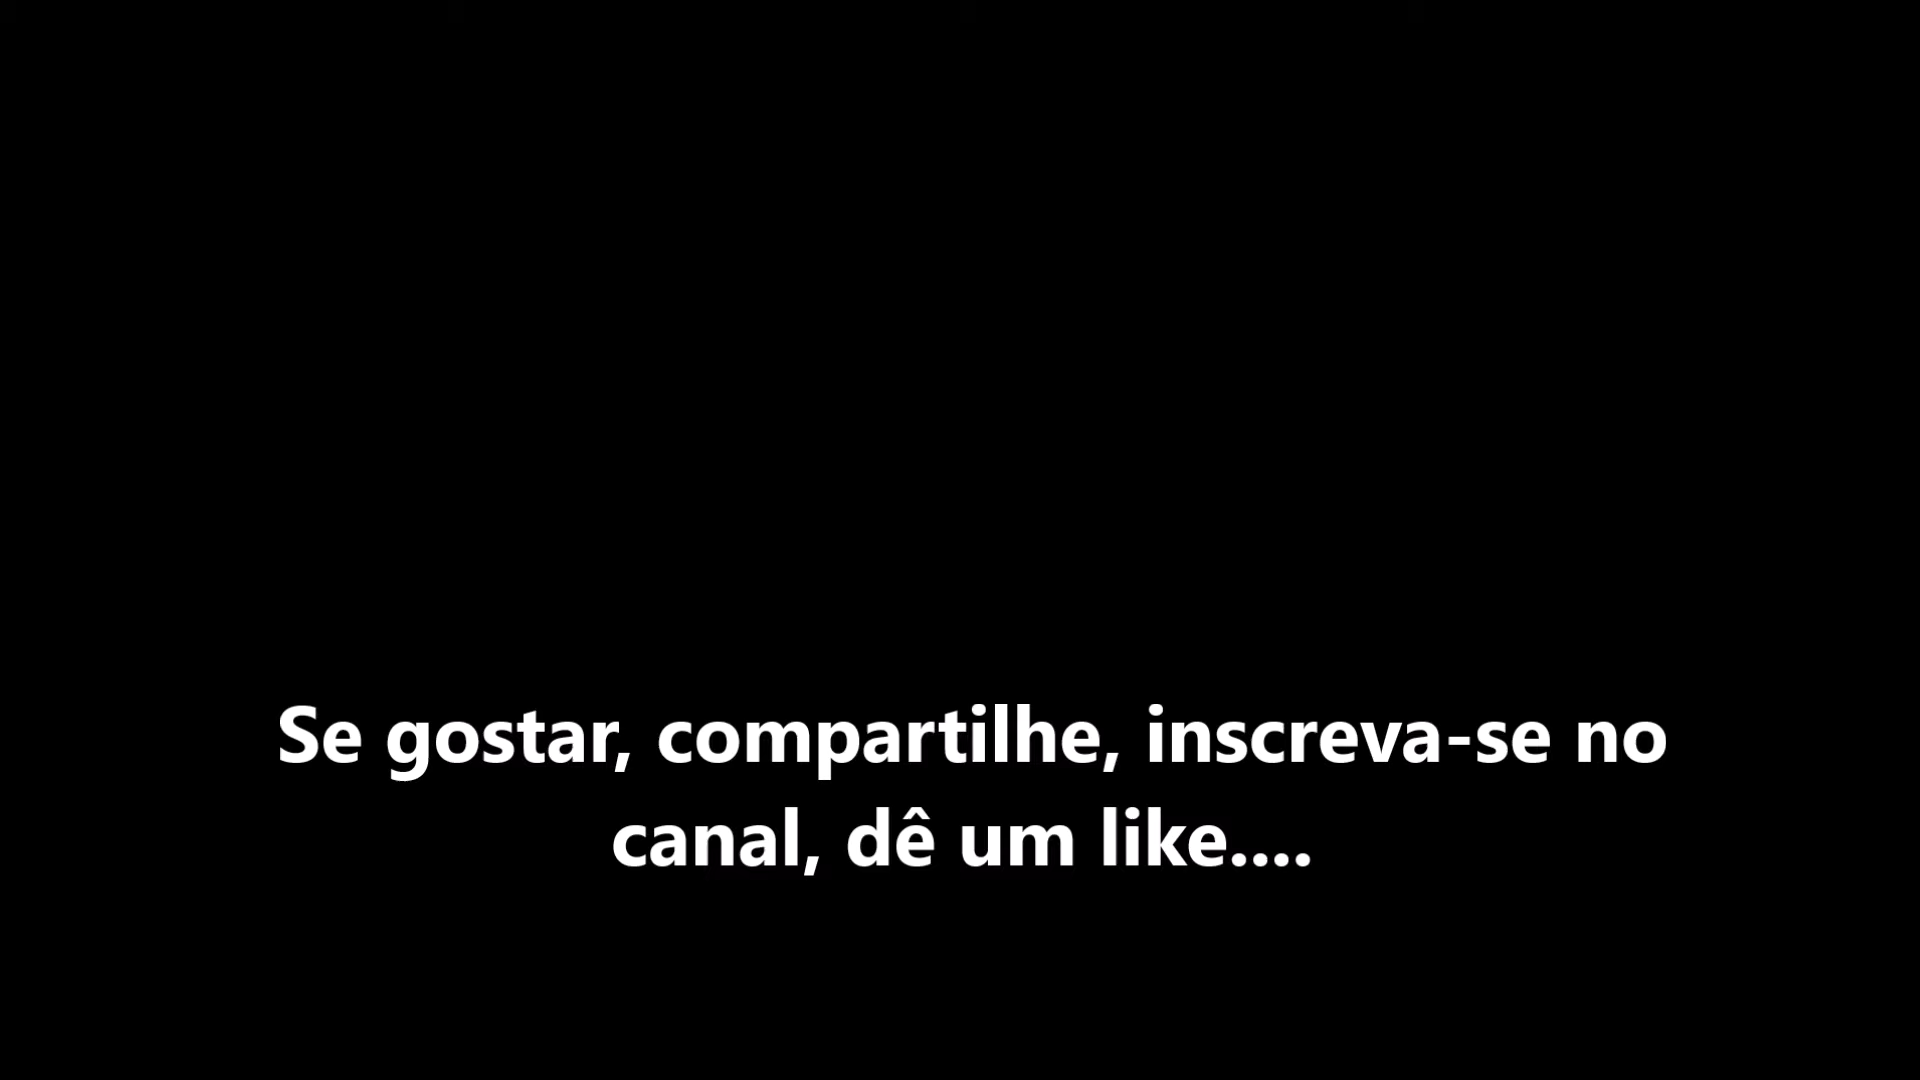 Se gostar, compartilhe, inscreva-se no
canal, dê um like....